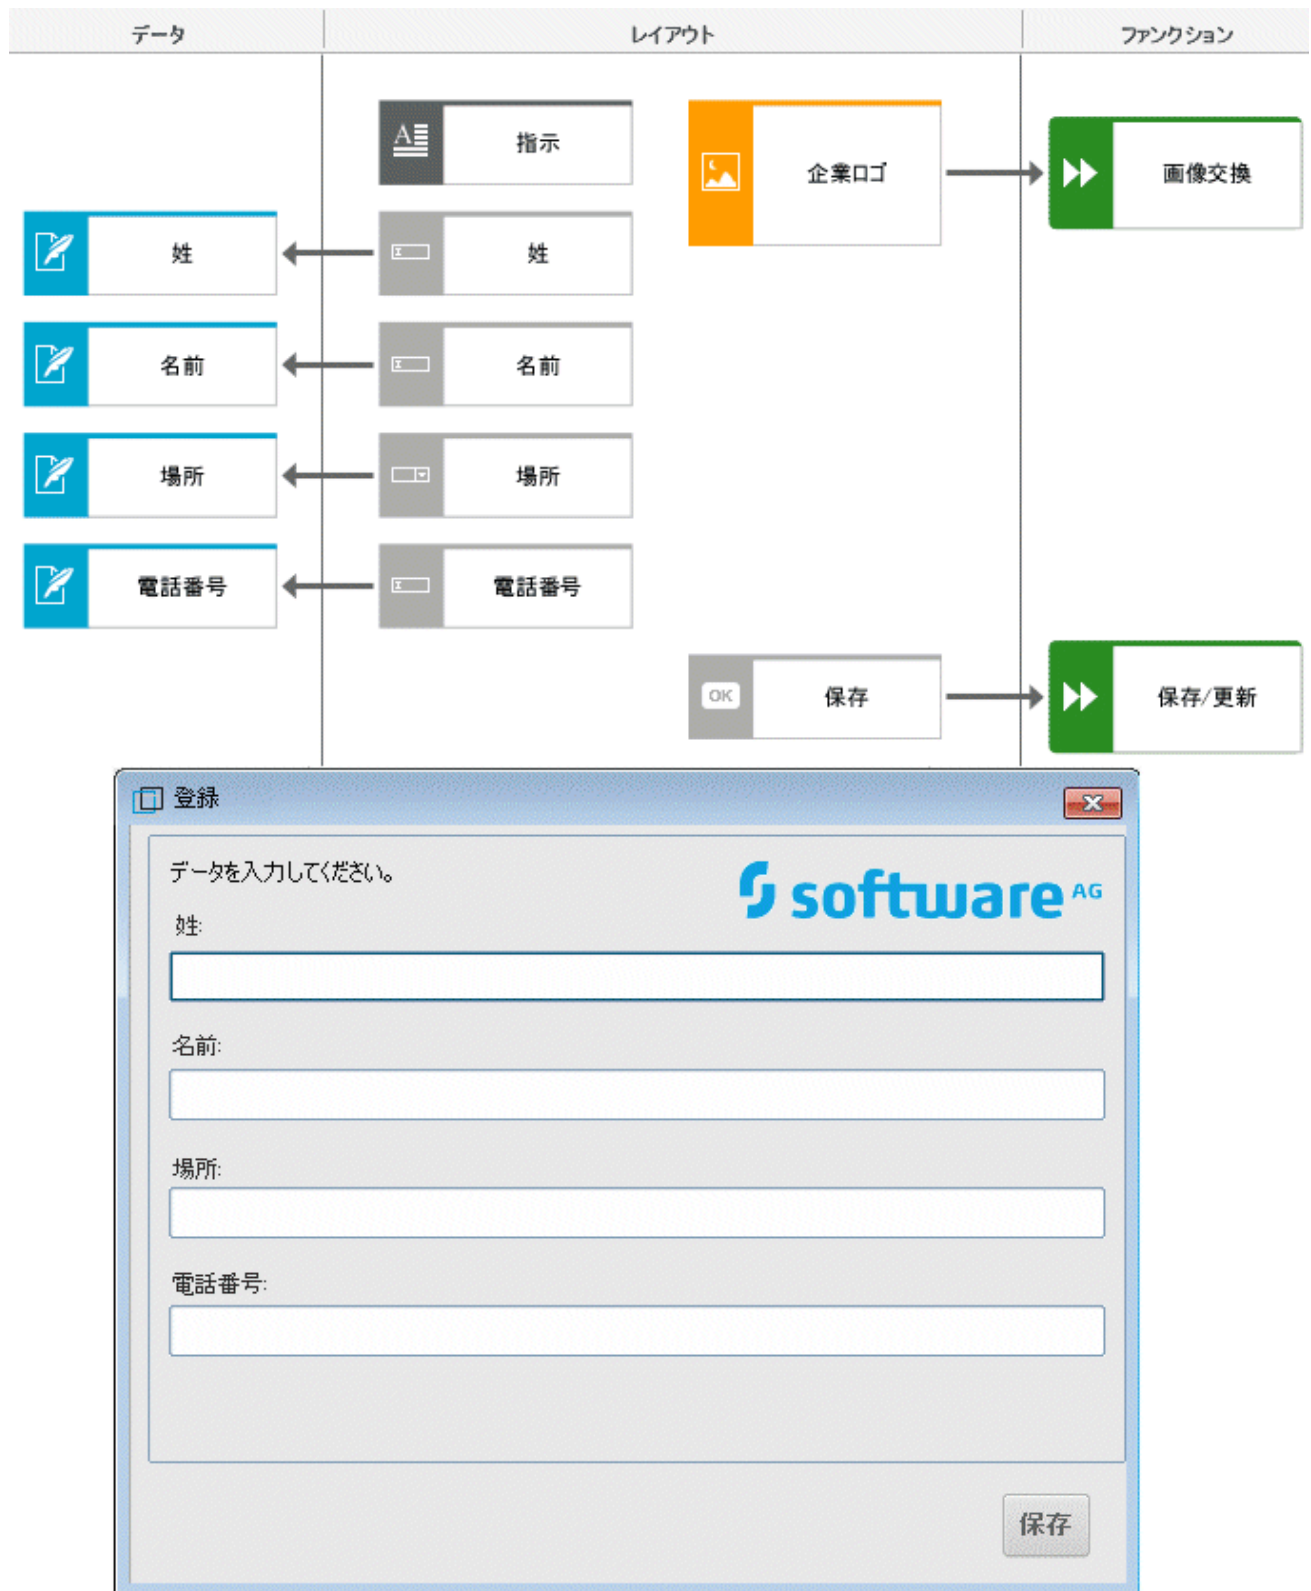 データ レイアウト ファンクション
指示
企業ロゴ
画像交換
姓 姓
名前 名前
場所 場所
電話番号 電話番号
OK 保存 保存/更新
登録
データを入力してください。
software AG
姓:
名前:
場所:
電話番号:
保存